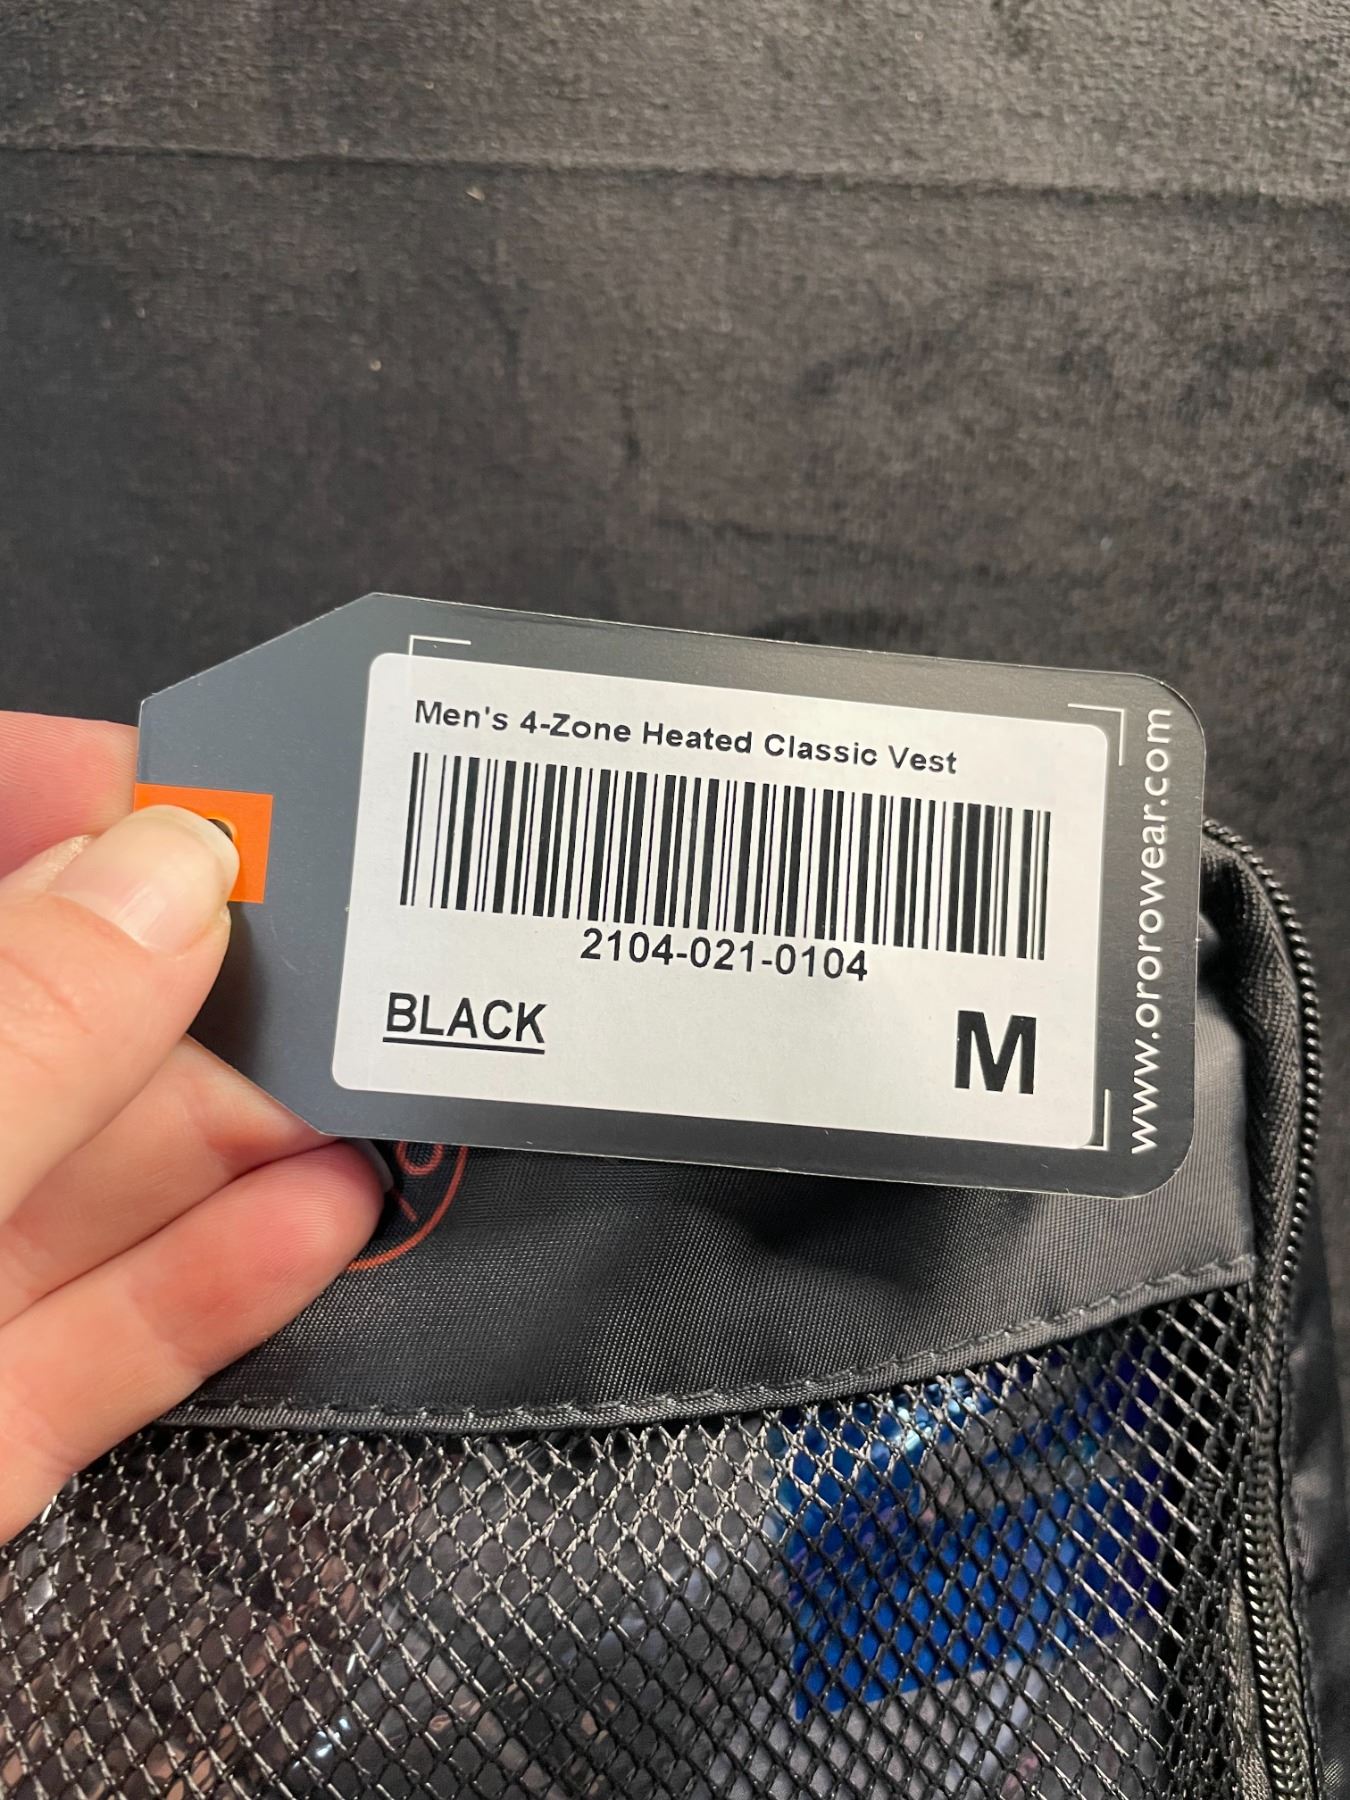 Men's 4-Zone Heated Classic Vest
2104-021-0104
BLACK
M
www.ororowear.com